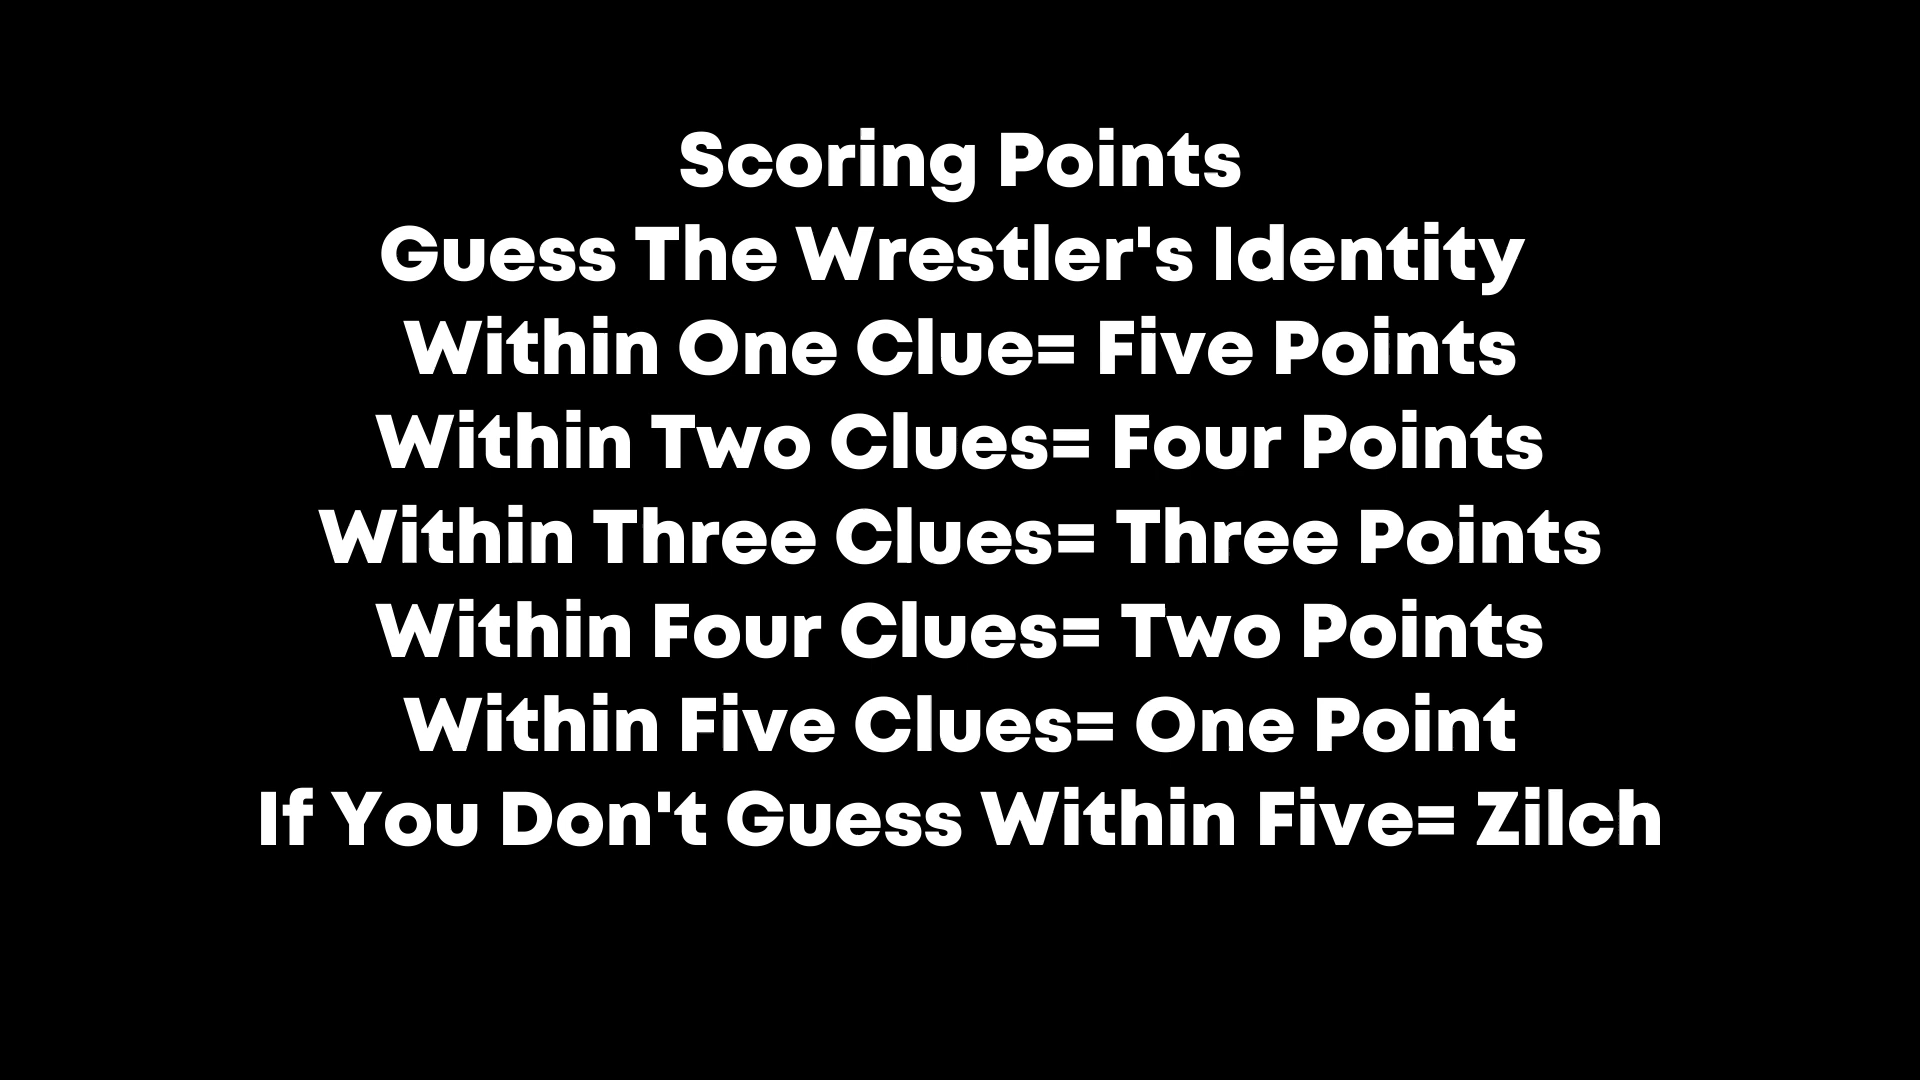 Scoring Points
Guess The Wrestler's Identity
Within One Clue= Five Points
Within Two Clues= Four Points
Within Three Clues= Three Points
Within Four Clues= Two Points
Within Five Clues= One Point
If You Don't Guess Within Five= Zilch